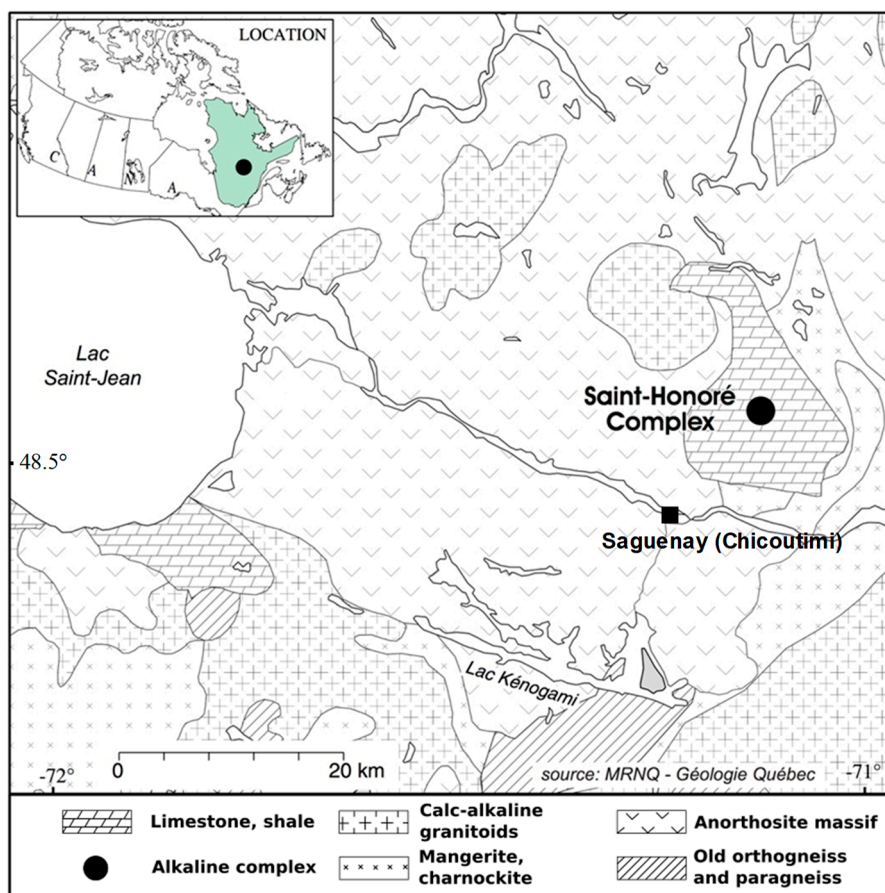 LOCATION
C
A
N
A
Lac
Saint-Jean
Saint-Honoré
Complex
48.5°
Saguenay (Chicoutimi)
Lac Kénogami
0 20 km
source: MRNQ - Géologie Québec
-72° -71°
Limestone, shale
Calc-alkaline
granitoids
Anorthosite massif
Alkaline complex
Mangerite,
charnockite
Old orthogneiss
and paragneiss